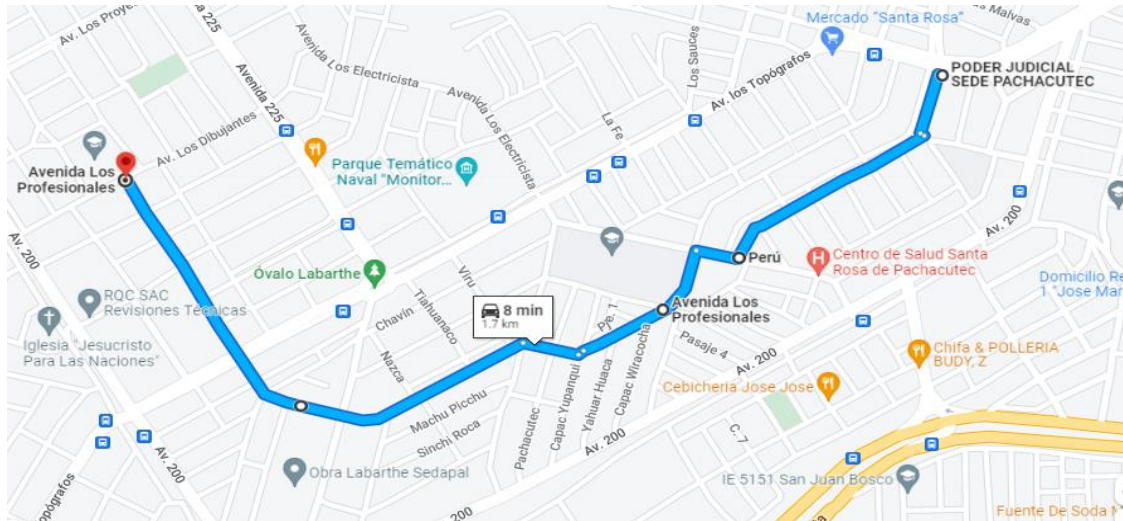 Av. Los Proye
Avenida 225
Mercado "Santa Rosa"
Malvas
Los Sauces
Av. los Topógrafos
PODER JUDICIAL
SEDE PACHACUTEC
Avenida Los Electricista
Avenida 225
Avenida Los Electricista
La Fe
Av. Los Dibujantes
Avenida Los
Profesionales
Parque Temático
Naval "Monitor...
Av. 200
Av. 200
Perú
Centro de Salud Santa
Rosa de Pachacutec
Óvalo Labarthe
Viru
Tiahuanaco
Domicilio Re
1 "Jose Mar
RQC SAC
Revisiones Técnicas
Chavín
8 min
1.7 km
Pje. 1
Avenida Los
Profesionales
Iglesia "Jesucristo
Para Las Naciones"
Nazca
Pasaje 4
Av. 200
Chifa & POLLERIA
BUDY, Z
Machu Picchu
Capac Yupanqui
Yahuar Huaca
Capac Wiracocha
Cebicheria Jose Jose
Sinchi Roca
Pachacutec
Av. 200
C. 7
Av. 200
Obra Labarthe Sedapal
IE 5151 San Juan Bosco
Topógrafos
200
na
Fuente De Soda M